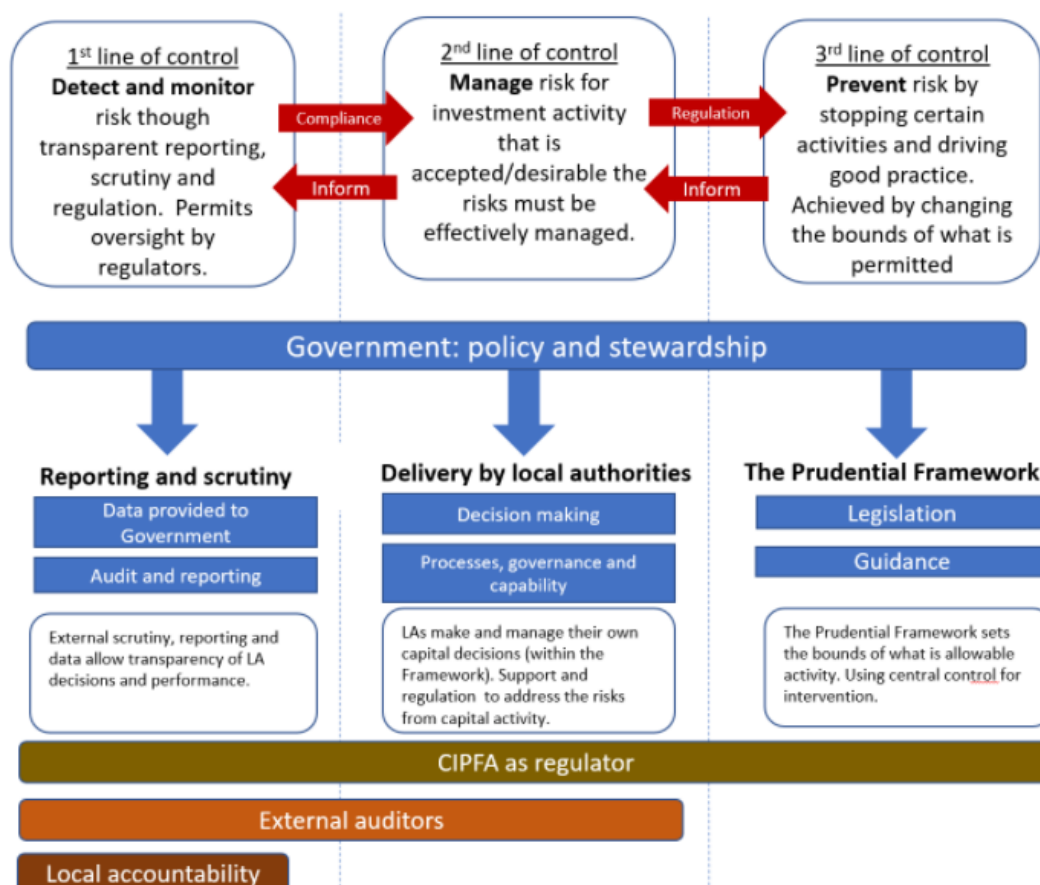 1st line of control
Detect and monitor
risk though
transparent reporting,
scrutiny and
regulation. Permits
oversight by
regulators.
Compliance
Inform
2nd line of control
Manage risk for
investment activity
that is
accepted/desirable the
risks must be
effectively managed.
Regulation
Inform
3rd line of control
Prevent risk by
stopping certain
activities and driving
good practice.
Achieved by changing
the bounds of what is
permitted
Government: policy and stewardship
Reporting and scrutiny
Data provided to
Government
Audit and reporting
External scrutiny, reporting and
data allow transparency of LA
decisions and performance.
Delivery by local authorities
Decision making
Processes, governance and
capability
LAs make and manage their own
capital decisions (within the
Framework). Support and
regulation to address the risks
from capital activity.
The Prudential Framework
Legislation
Guidance
The Prudential Framework sets
the bounds of what is allowable
activity. Using central control for
intervention.
CIPFA as regulator
External auditors
Local accountability